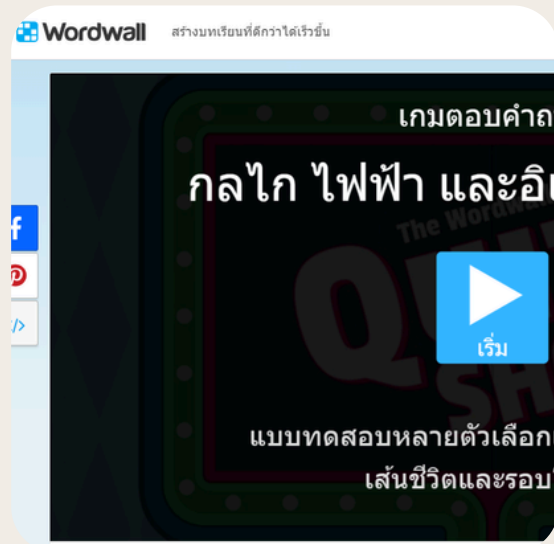 Wordwall สร้างบทเรียนที่ดีกว่าได้เร็วขึ้น
เกมตอบคำถ
กลไก ไฟฟ้า และอิ
The Wordwall
QUI
SH
เริ่ม
แบบทดสอบหลายตัวเลือก
เส้นชีวิตและรอบ